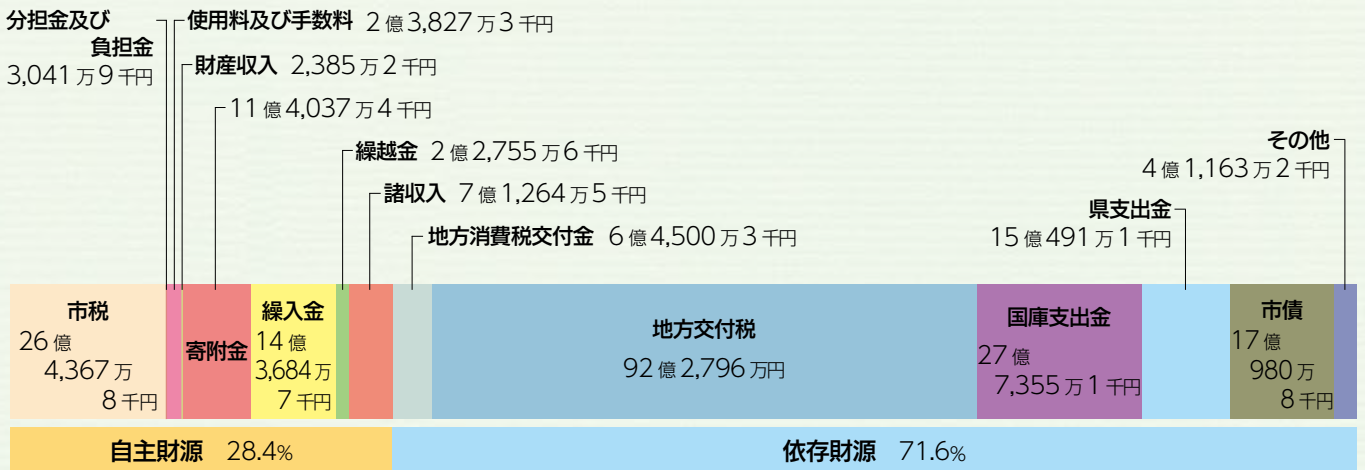 分担金及び
負担金
3,041万9千円
使用料及び手数料 2億3,827万3千円
財産収入 2,385万2千円
11億4,037万4千円
繰越金 2億2,755万6千円
諸収入 7億1,264万5千円
地方消費税交付金 6億4,500万3千円
その他
4億1,163万2千円
県支出金
15億491万1千円
市税
26億
4,367万
8千円
寄附金
繰入金
14億
3,684万
7千円
地方交付税
92億2,796万円
国庫支出金
27億
7,355万1千円
市債
17億
980万
8千円
自主財源 28.4%
依存財源 71.6%